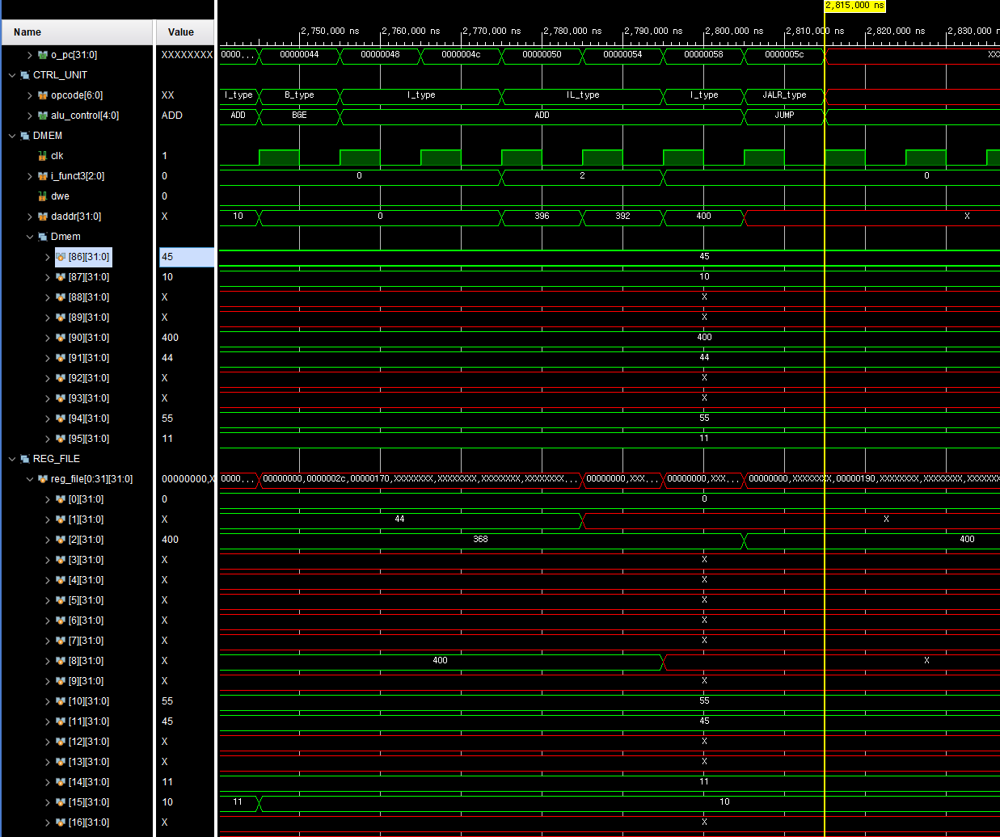 2,815,000 ns
Name Value
2,750,000 ns 2,760,000 ns 2,770,000 ns 2,780,000 ns 2,790,000 ns 2,800,000 ns 2,810,000 ns 2,820,000 ns 2,830,000 n
o_pc[31:0] XXXXXXXX 0000... 00000044 00000048 0000004c 00000050 00000054 00000058 0000005c XXX
CTRL_UNIT
opcode[6:0] XX I_type B_type I_type IL_type I_type JALR_type
alu_control[4:0] ADD ADD BGE ADD JUMP
DMEM
clk 1
i_funct3[2:0] 0 0 2 0
dwe 0
daddr[31:0] X 10 0 396 392 400 X
Dmem
[86][31:0] 45 45
[87][31:0] 10 10
[88][31:0] X X
[89][31:0] X X
[90][31:0] 400 400
[91][31:0] 44 44
[92][31:0] X X
[93][31:0] X X
[94][31:0] 55 55
[95][31:0] 11 11
REG_FILE
reg_file[0:31][31:0] 00000000,X 0000... 00000000,0000002c,00000170,XXXXXXXX,XXXXXXXX,XXXXXXXX,XXXXXXXX... 00000000,XXX... 00000000,XXX... 00000000,XXXXXXXX,00000190,XXXXXXXX,XXXXXXXX,XXXXXXX
[0][31:0] 0 0
[1][31:0] X 44 X
[2][31:0] 400 368 400
[3][31:0] X X
[4][31:0] X X
[5][31:0] X X
[6][31:0] X X
[7][31:0] X X
[8][31:0] X 400 X
[9][31:0] X X
[10][31:0] 55 55
[11][31:0] 45 45
[12][31:0] X X
[13][31:0] X X
[14][31:0] 11 11
[15][31:0] 10 11 10
[16][31:0] X X